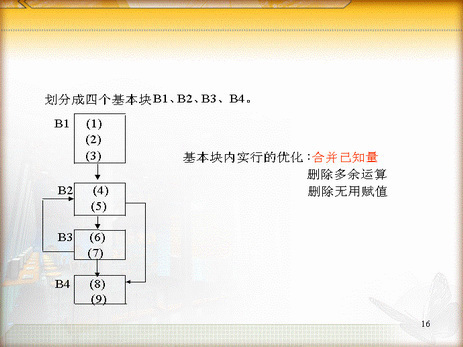 划分成四个基本块B1、B2、B3、B4。
B1
(1)
(2)
(3)
基本块内实行的优化：合并已知量
删除多余运算
删除无用赋值
B2
(4)
(5)
B3
(6)
(7)
B4
(8)
(9)
16